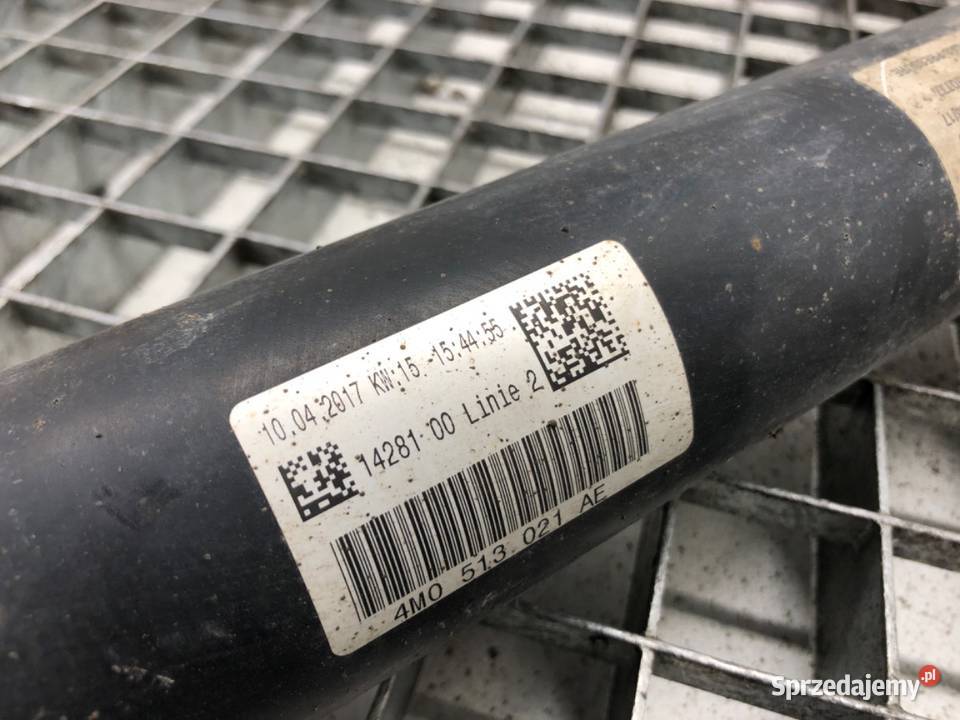 10.04.2017 KW:15 15:44:55
14281 00 Linie 2
4M0 513 021 AE
Sprzedajemy.pl